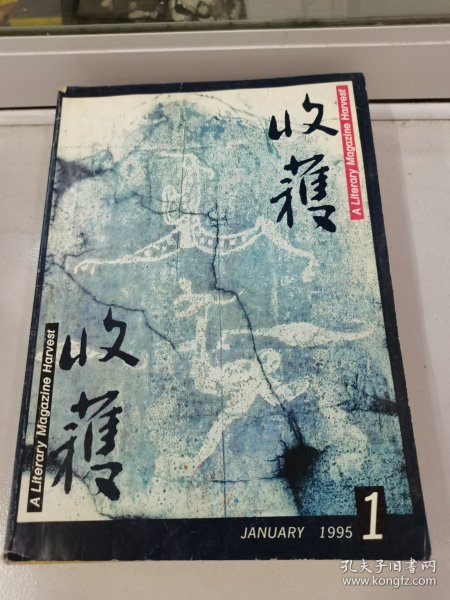 收穫
A Literary Magazine Harvest
收穫
A Literary Magazine Harvest
JANUARY 1995 1
孔夫子旧书网
www.kongfz.com